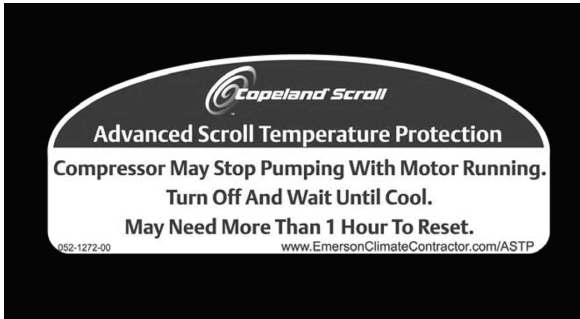 Copeland Scroll
Advanced Scroll Temperature Protection
Compressor May Stop Pumping With Motor Running.
Turn Off And Wait Until Cool.
May Need More Than 1 Hour To Reset.
052-1272-00 www.EmersonClimateContractor.com/ASTP